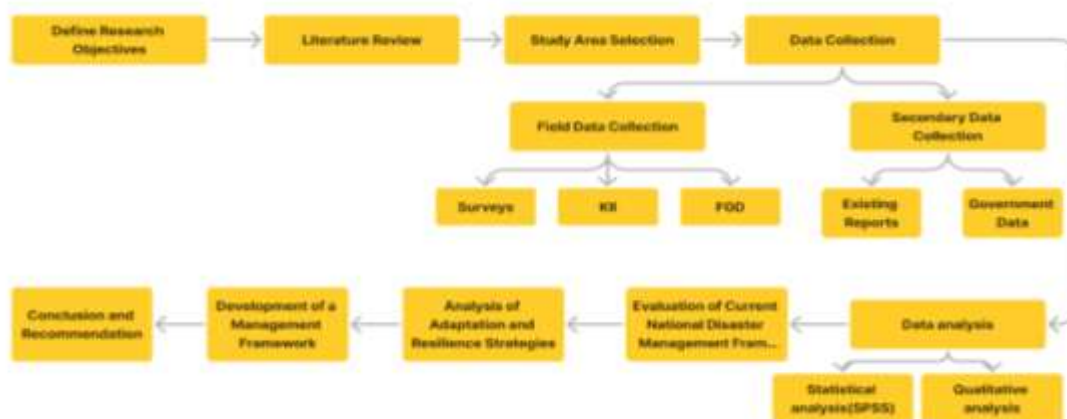 Define Research
Objectives
Literature Review
Study Area Selection
Data Collection
Field Data Collection
Secondary Data
Collection
Surveys
KII
FGD
Existing
Reports
Government
Data
Conclusion and
Recommendation
Development of a
Management
Framework
Analysis of
Adaptation and
Resilience Strategies
Evaluation of Current
National Disaster
Management Fram...
Data analysis
Statistical
analysis(SPSS)
Qualitative
analysis